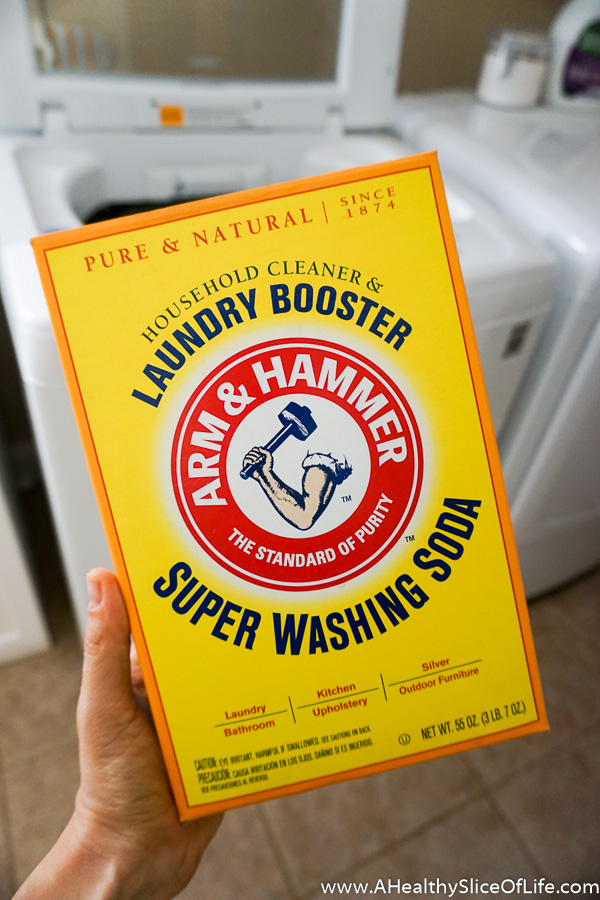 PURE & NATURAL | SINCE 1874
HOUSEHOLD CLEANER &
LAUNDRY BOOSTER
ARM & HAMMER
TM
THE STANDARD OF PURITY
TM
SUPER WASHING SODA
Laundry
Bathroom
Kitchen
Upholstery
Silver
Outdoor Furniture
CAUTION: EYE IRRITANT. HARMFUL IF SWALLOWED. SEE CAUTIONS ON BACK.
PRECAUCIÓN: CAUSA IRRITACIÓN EN LOS OJOS. DAÑINO SI ES INGERIDO.
VER PRECAUCIONES AL REVERSO.
U NET WT. 55 OZ. (3 LB. 7 OZ.)
www.AHealthySliceOfLife.com